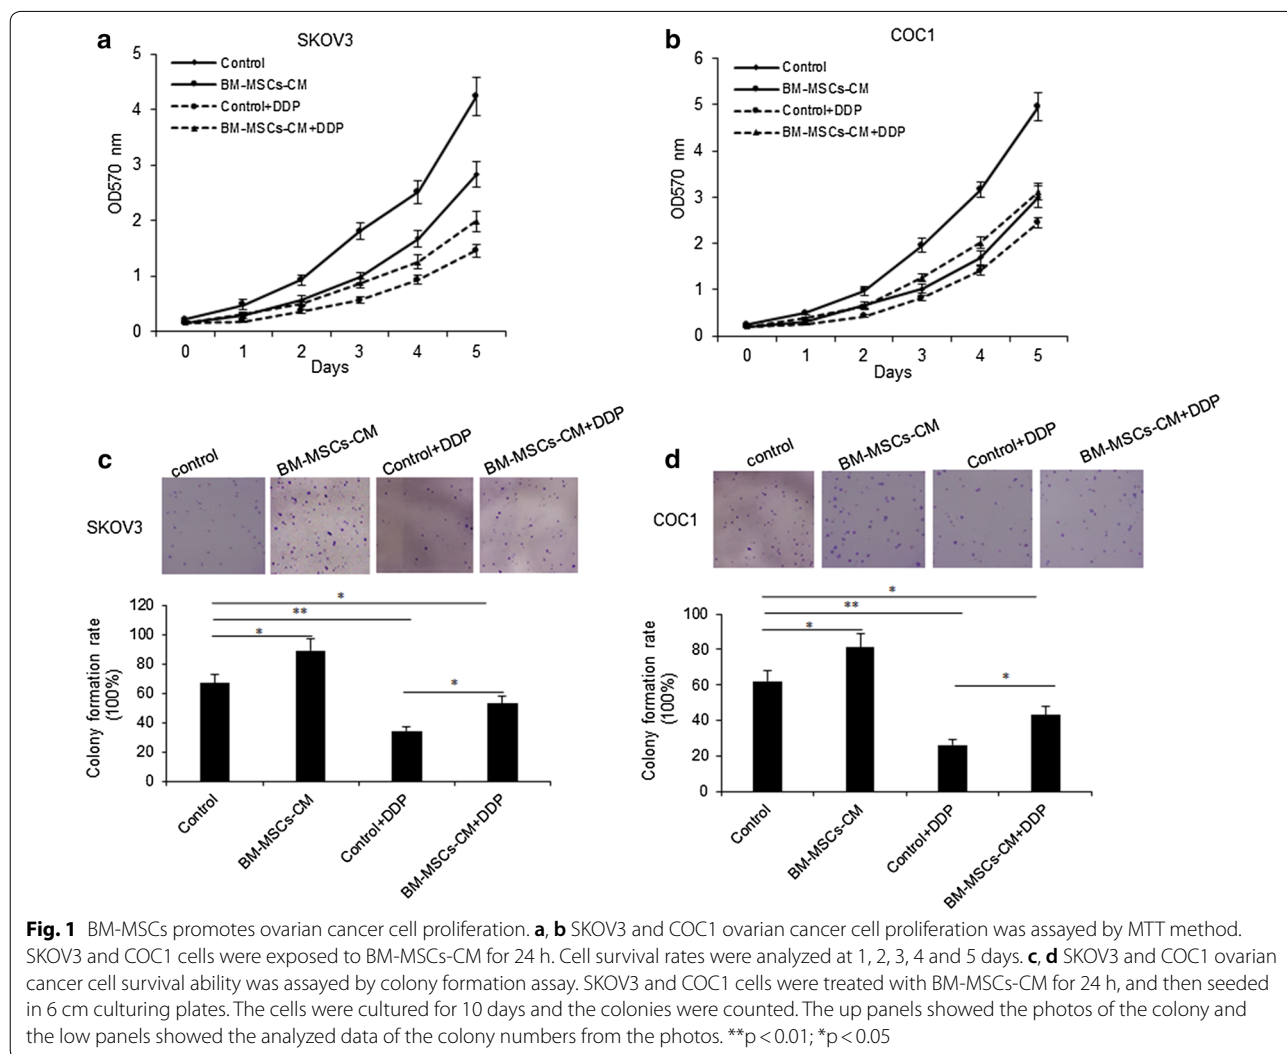 a
SKOV3
5
4
3
2
1
0
OD570 nm
Control
BM-MSCs-CM
Control+DDP
BM-MSCs-CM+DDP
0 1 2 3 4 5
Days
b
COC1
6
5
4
3
2
1
0
OD570 nm
Control
BM-MSCs-CM
Control+DDP
BM-MSCs-CM+DDP
0 1 2 3 4 5
Days
c
control
BM-MSCs-CM
Control+DDP
BM-MSCs-CM+DDP
SKOV3
Colony formation rate
(100%)
120
100
80
60
40
20
0
*
**
*
*
Control
BM-MSCs-CM
Control+DDP
BM-MSCs-CM+DDP
d
control
BM-MSCs-CM
Control+DDP
BM-MSCs-CM+DDP
COC1
Colony formation rate
(100%)
100
80
60
40
20
0
*
**
*
*
Control
BM-MSCs-CM
Control+DDP
BM-MSCs-CM+DDP
Fig. 1 BM-MSCs promotes ovarian cancer cell proliferation. a, b SKOV3 and COC1 ovarian cancer cell proliferation was assayed by MTT method.
SKOV3 and COC1 cells were exposed to BM-MSCs-CM for 24 h. Cell survival rates were analyzed at 1, 2, 3, 4 and 5 days. c, d SKOV3 and COC1 ovarian
cancer cell survival ability was assayed by colony formation assay. SKOV3 and COC1 cells were treated with BM-MSCs-CM for 24 h, and then seeded
in 6 cm culturing plates. The cells were cultured for 10 days and the colonies were counted. The up panels showed the photos of the colony and
the low panels showed the analyzed data of the colony numbers from the photos. **p < 0.01; *p < 0.05